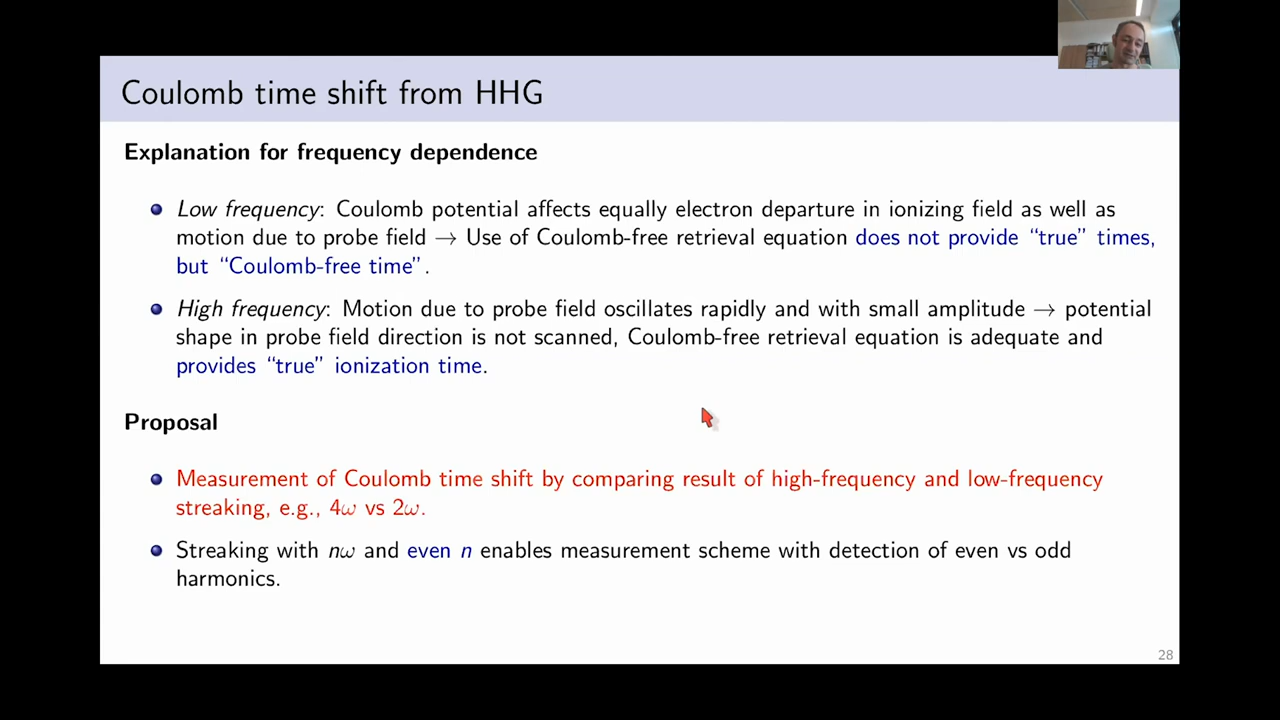 Coulomb time shift from HHG
Explanation for frequency dependence
Low frequency: Coulomb potential affects equally electron departure in ionizing field as well as
motion due to probe field → Use of Coulomb-free retrieval equation does not provide “true” times,
but “Coulomb-free time”.
High frequency: Motion due to probe field oscillates rapidly and with small amplitude → potential
shape in probe field direction is not scanned, Coulomb-free retrieval equation is adequate and
provides “true” ionization time.
Proposal
Measurement of Coulomb time shift by comparing result of high-frequency and low-frequency
streaking, e.g., 4ω vs 2ω.
Streaking with nω and even n enables measurement scheme with detection of even vs odd
harmonics.
28